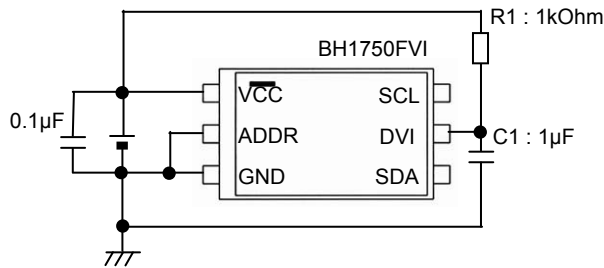 R1 : 1kOhm
BH1750FVI
VCC SCL
0.1µF
ADDR DVI C1 : 1µF
GND SDA